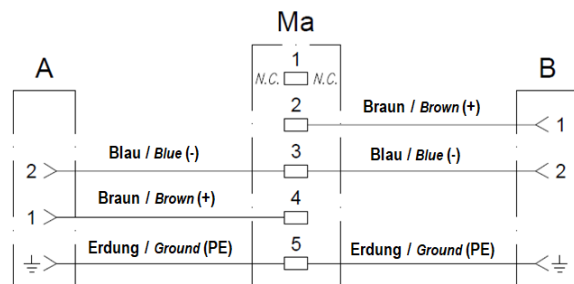 Ma
A
B
1
N.C. N.C.
2
Braun / Brown (+)
1
2
Blau / Blue (-)
3
Blau / Blue (-)
2
1
Braun / Brown (+)
4
Erdung / Ground (PE)
5
Erdung / Ground (PE)